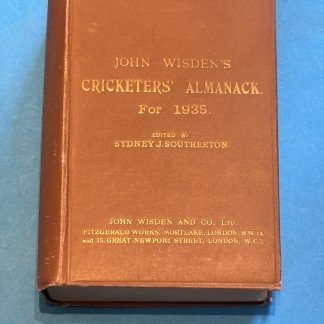 JOHN WISDEN'S
CRICKETERS' ALMANACK.
For 1935.
EDITED BY
SYDNEY J. SOUTHERTON.
JOHN WISDEN AND CO., LTD.
FITZGERALD WORKS, MORTLAKE, LONDON, S.W. 14
and 15, GREAT NEWPORT STREET, LONDON, W.C. 2